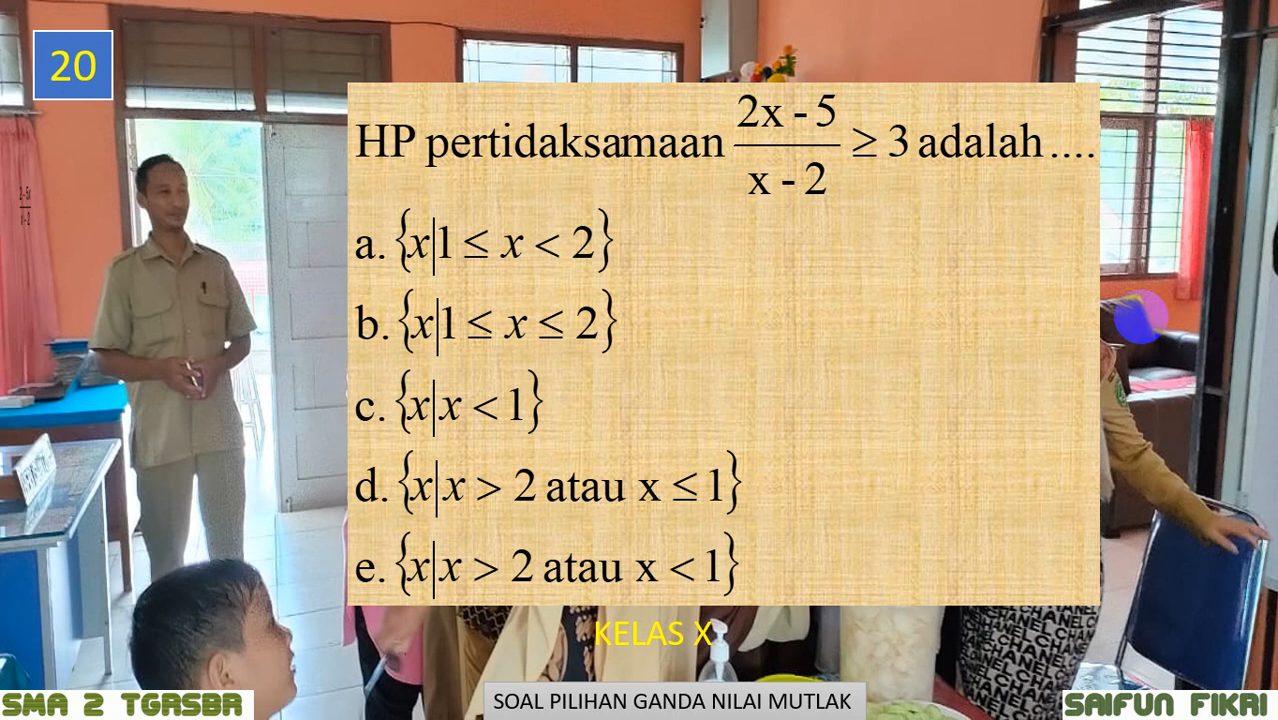 20
HP pertidaksamaan \frac{2x - 5}{x - 2} ≥ 3 adalah ....
a. {x|1 ≤ x < 2}
b. {x|1 ≤ x ≤ 2}
c. {x|x < 1}
d. {x|x > 2 atau x ≤ 1}
e. {x|x > 2 atau x < 1}
KELAS X
SMA 2 TGRSBR
SOAL PILIHAN GANDA NILAI MUTLAK
SAIFUN FIKRI